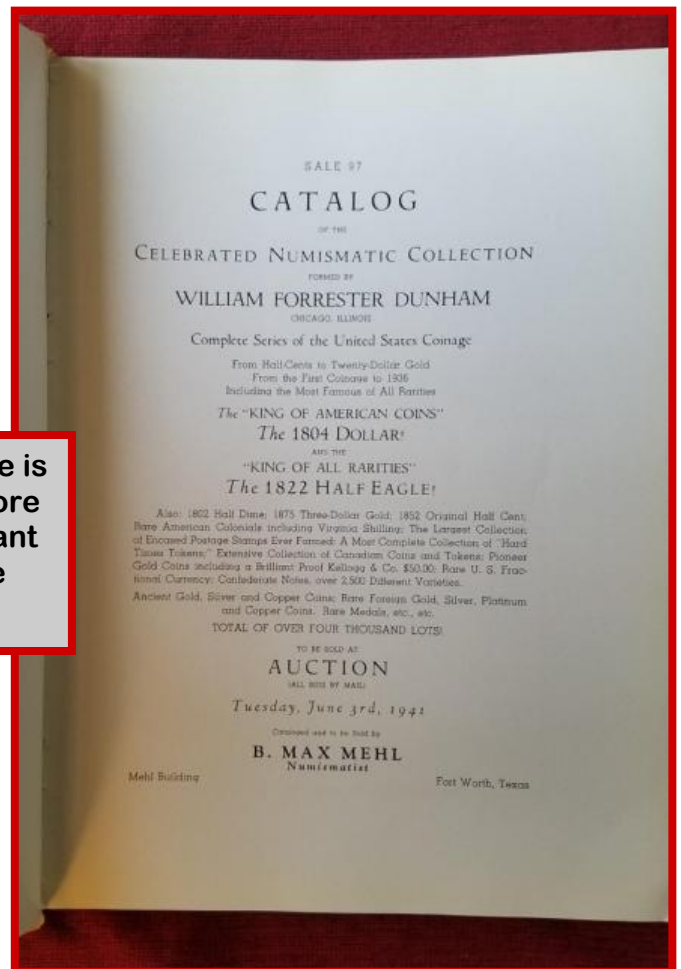 SALE 97
CATALOG
OF THE
CELEBRATED NUMISMATIC COLLECTION
FORMED BY
WILLIAM FORRESTER DUNHAM
CHICAGO, ILLINOIS
Complete Series of the United States Coinage
From Half-Cents to Twenty-Dollar Gold
From the First Coinage to 1936
Including the Most Famous of All Rarities
The "KING OF AMERICAN COINS"
The 1804 DOLLAR!
AND THE
"KING OF ALL RARITIES"
The 1822 HALF EAGLE!
Also: 1802 Half Dime; 1875 Three-Dollar Gold; 1852 Original Half Cent;
Rare American Colonials including Virginia Shilling; The Largest Collection
of Encased Postage Stamps Ever Formed; A Most Complete Collection of "Hard
Times Tokens;" Extensive Collection of Canadian Coins and Tokens; Pioneer
Gold Coins including a Brilliant Proof Kellogg & Co. $50.00; Rare U. S. Frac-
tional Currency; Confederate Notes, over 2,500 Different Varieties.
Ancient Gold, Silver and Copper Coins; Rare Foreign Gold, Silver, Platinum
and Copper Coins. Rare Medals, etc., etc.
TOTAL OF OVER FOUR THOUSAND LOTS!
TO BE SOLD AT
AUCTION
(ALL BIDS BY MAIL)
Tuesday, June 3rd, 1941
Cataloged and to be Sold by
B. MAX MEHL
Numismatist
Mehl Building
Fort Worth, Texas
e is
ore
ant
e